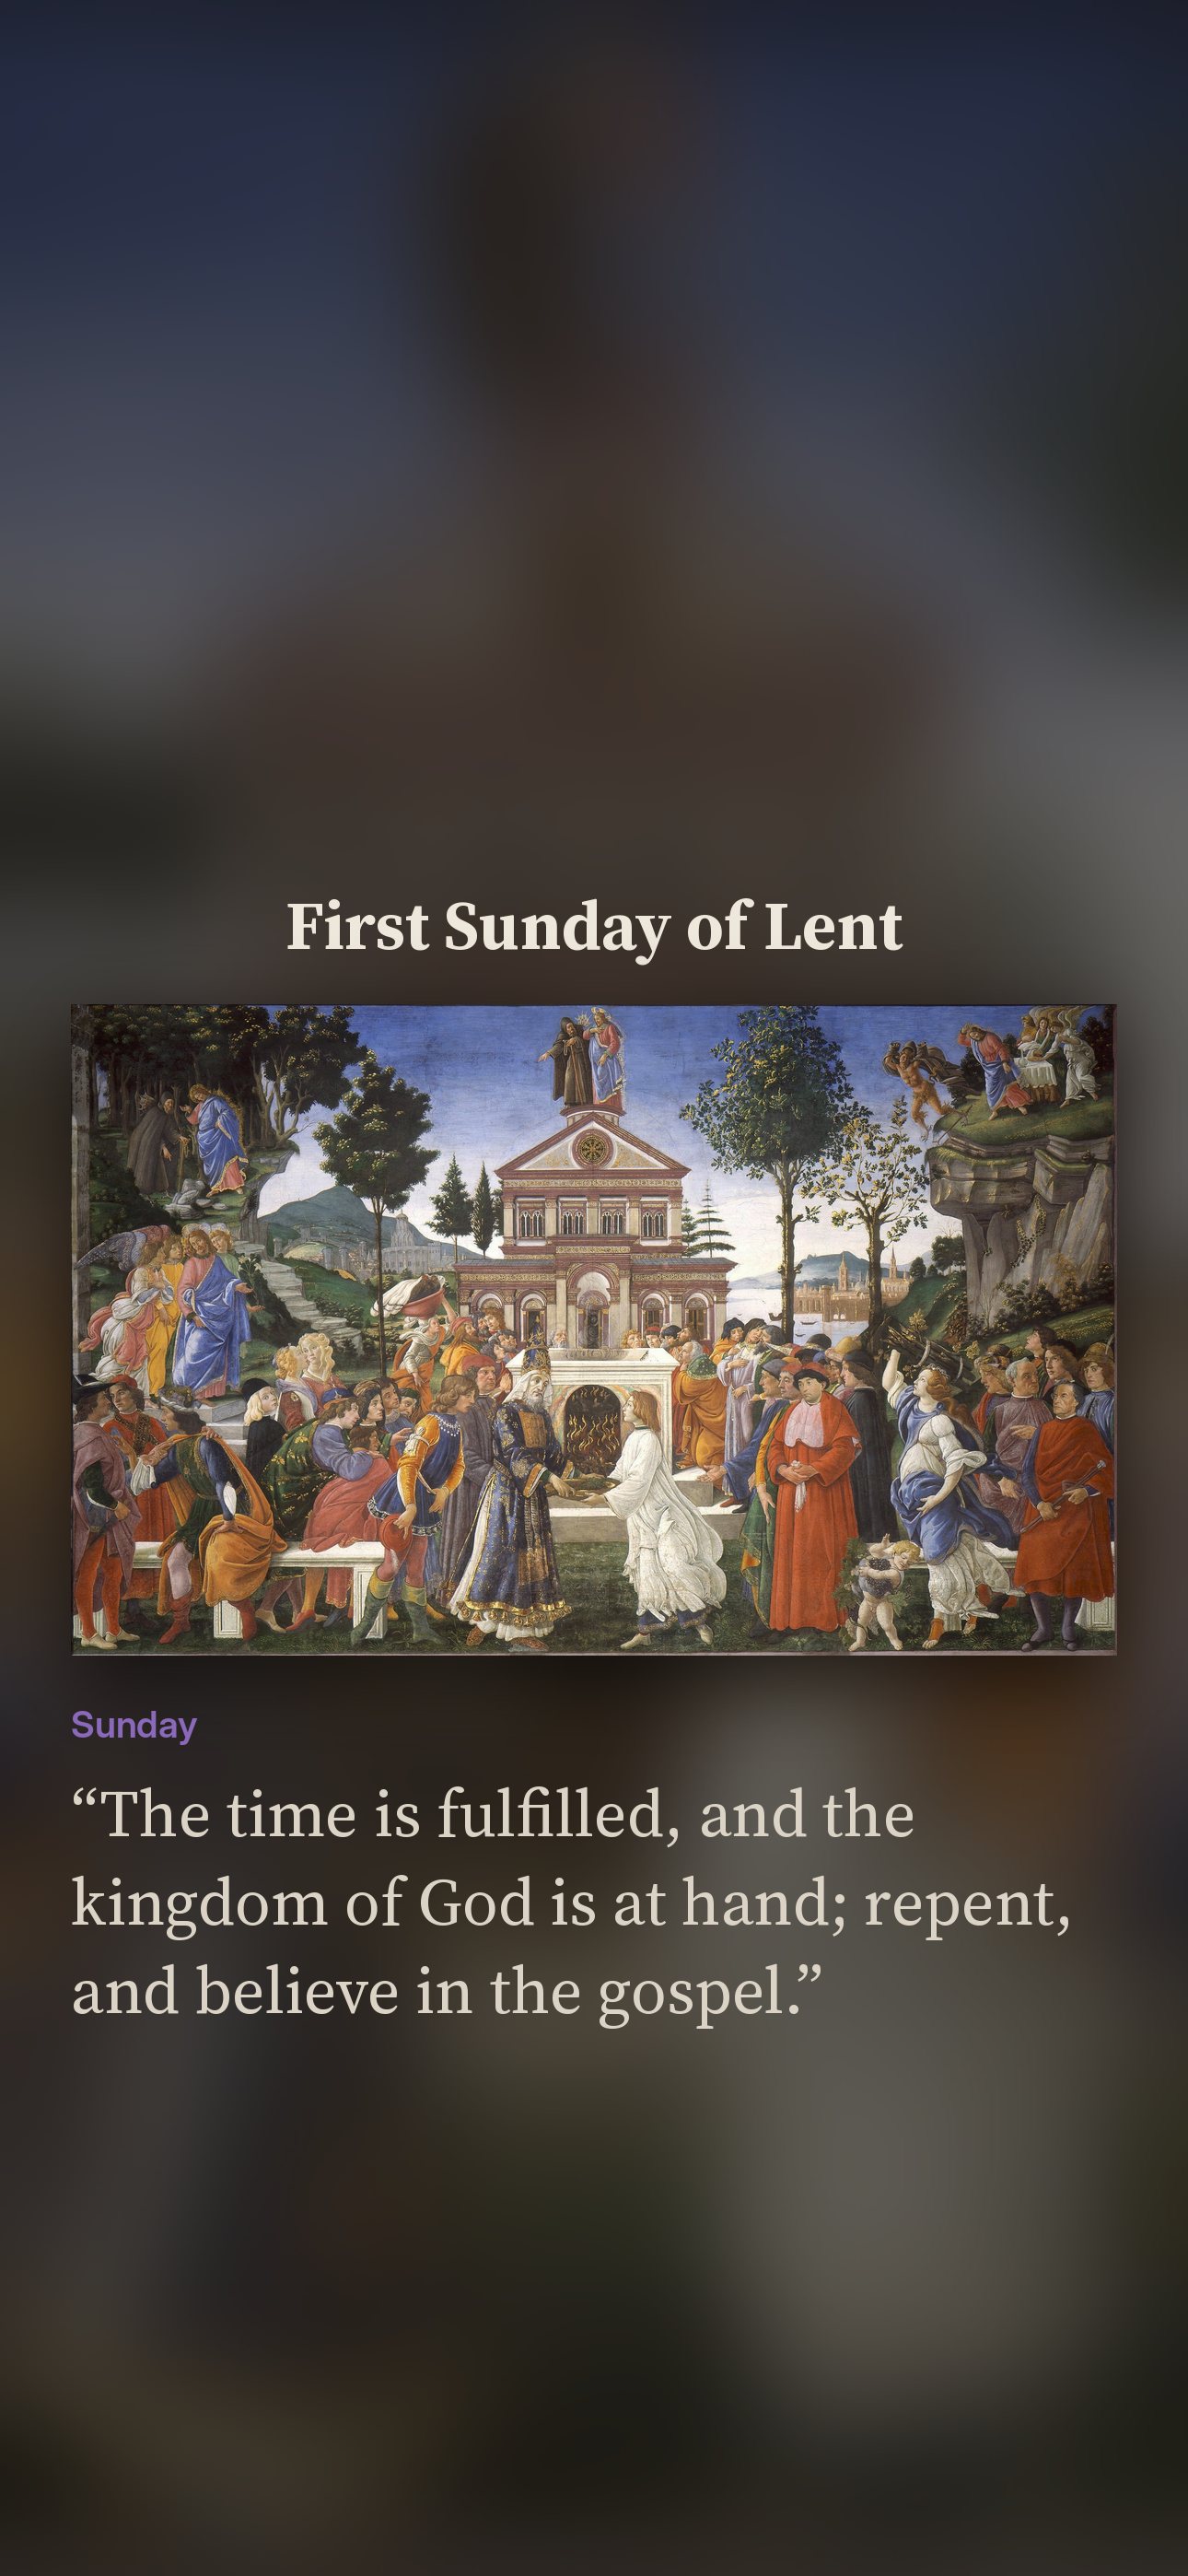 First Sunday of Lent
Sunday
“The time is fulfilled, and the
kingdom of God is at hand; repent,
and believe in the gospel.”